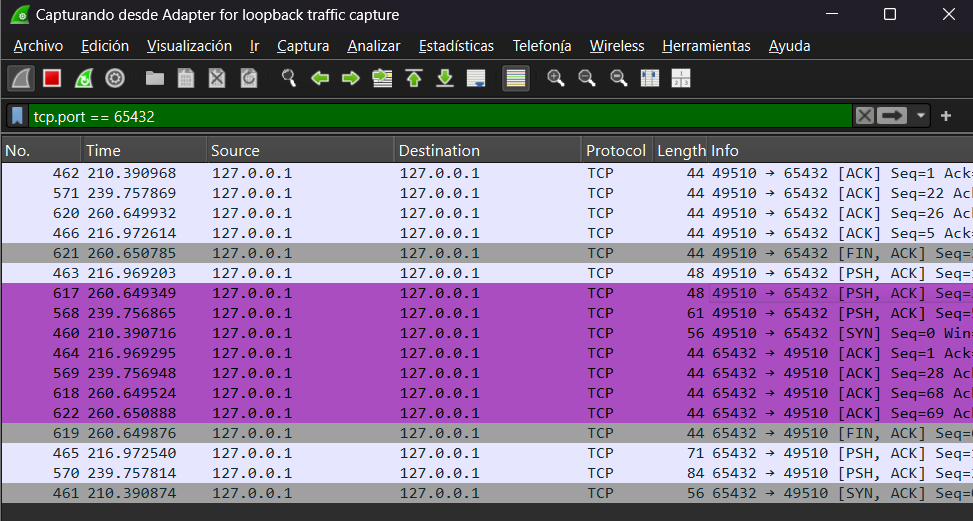 Capturando desde Adapter for loopback traffic capture
Archivo Edición Visualización Ir Captura Analizar Estadísticas Telefonía Wireless Herramientas Ayuda
tcp.port == 65432
No. Time Source Destination Protocol Length Info
462 210.390968 127.0.0.1 127.0.0.1 TCP 44 49510 → 65432 [ACK] Seq=1 Ack=
571 239.757869 127.0.0.1 127.0.0.1 TCP 44 49510 → 65432 [ACK] Seq=22 Ac
620 260.649932 127.0.0.1 127.0.0.1 TCP 44 49510 → 65432 [ACK] Seq=26 Ac
466 216.972614 127.0.0.1 127.0.0.1 TCP 44 49510 → 65432 [ACK] Seq=5 Ack=
621 260.650785 127.0.0.1 127.0.0.1 TCP 44 49510 → 65432 [FIN, ACK] Seq=
463 216.969203 127.0.0.1 127.0.0.1 TCP 48 49510 → 65432 [PSH, ACK] Seq=
617 260.649349 127.0.0.1 127.0.0.1 TCP 48 49510 → 65432 [PSH, ACK] Seq=
568 239.756865 127.0.0.1 127.0.0.1 TCP 61 49510 → 65432 [PSH, ACK] Seq=
460 210.390716 127.0.0.1 127.0.0.1 TCP 56 49510 → 65432 [SYN] Seq=0 Win=
464 216.969295 127.0.0.1 127.0.0.1 TCP 44 65432 → 49510 [ACK] Seq=1 Ack=
569 239.756948 127.0.0.1 127.0.0.1 TCP 44 65432 → 49510 [ACK] Seq=28 Ac
618 260.649524 127.0.0.1 127.0.0.1 TCP 44 65432 → 49510 [ACK] Seq=68 Ac
622 260.650888 127.0.0.1 127.0.0.1 TCP 44 65432 → 49510 [ACK] Seq=69 Ac
619 260.649876 127.0.0.1 127.0.0.1 TCP 44 65432 → 49510 [FIN, ACK] Seq=
465 216.972540 127.0.0.1 127.0.0.1 TCP 71 65432 → 49510 [PSH, ACK] Seq=
570 239.757814 127.0.0.1 127.0.0.1 TCP 84 65432 → 49510 [PSH, ACK] Seq=
461 210.390874 127.0.0.1 127.0.0.1 TCP 56 65432 → 49510 [SYN, ACK] Seq=